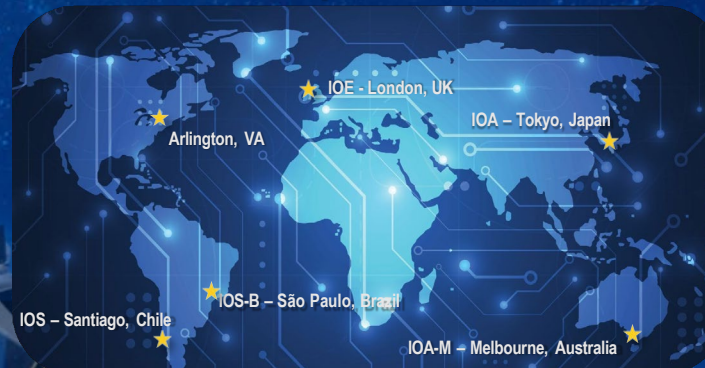 IOE - London, UK
IOA – Tokyo, Japan
Arlington, VA
IOS-B – São Paulo, Brazil
IOS – Santiago, Chile
IOA-M – Melbourne, Australia